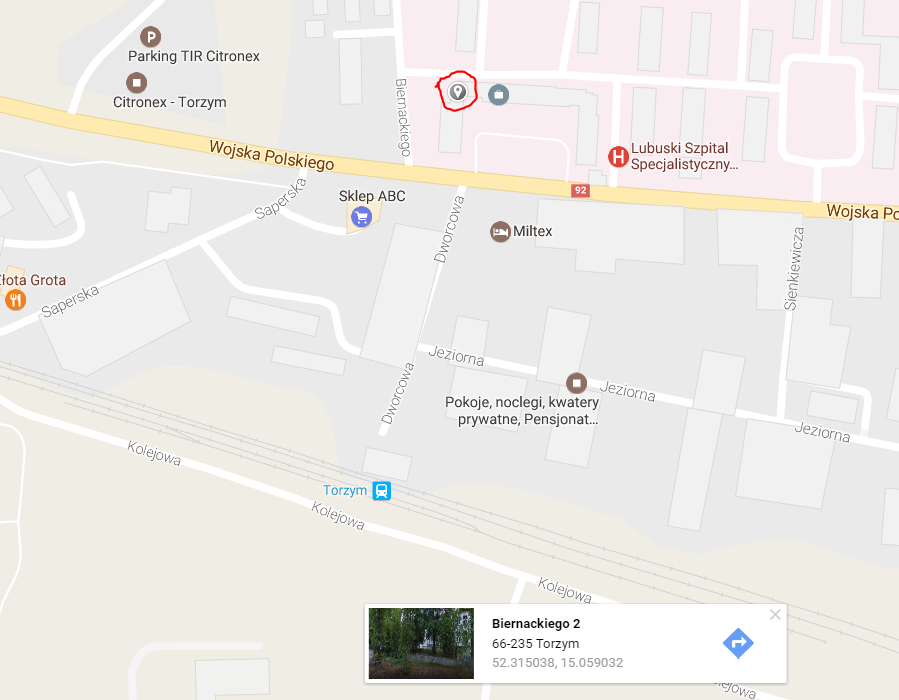 Parking TIR Citronex
Citronex - Torzym
Biernackiego
Wojska Polskiego
H
Lubuski Szpital
Specjalistyczny...
92
Wojska Po
Saperska
Sklep ABC
Dworcowa
Miltex
Sienkiewicza
Złota Grota
Saperska
Jeziorna
Jeziorna
Dworcowa
Pokoje, noclegi, kwatery
prywatne, Pensjonat...
Jeziorna
Kolejowa
Torzym
Kolejowa
Kolejowa
Biernackiego 2
66-235 Torzym
52.315038, 15.059032
Kolejowa
P